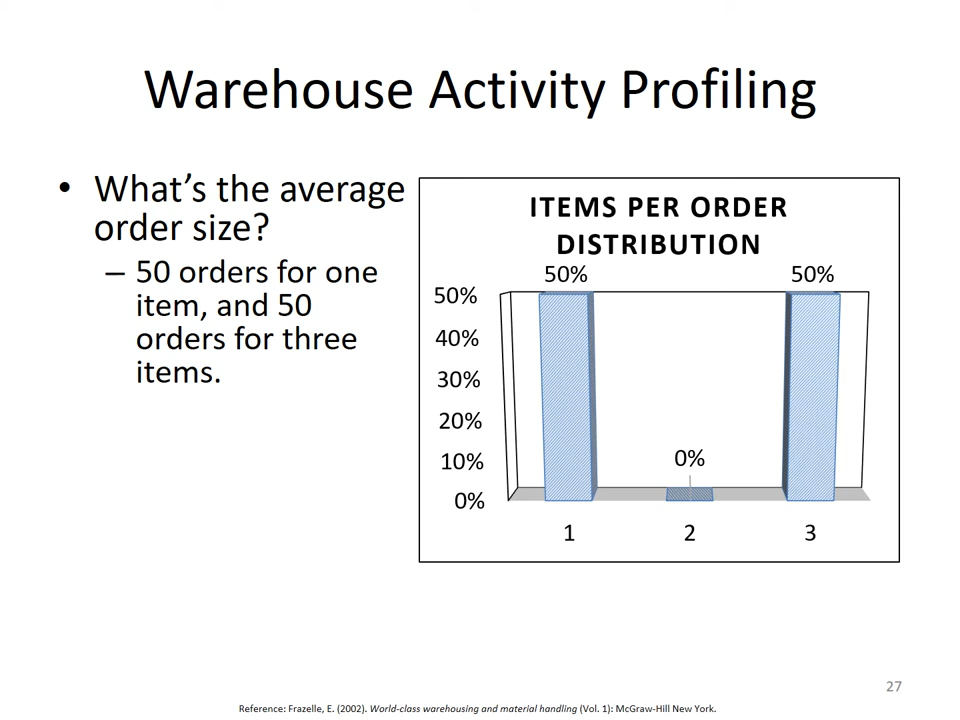 Warehouse Activity Profiling
• What’s the average
order size?
– 50 orders for one
item, and 50
orders for three
items.
ITEMS PER ORDER
DISTRIBUTION
50%
50%
50%
40%
30%
20%
10%
0%
0%
1
2
3
27
Reference: Frazelle, E. (2002). World-class warehousing and material handling (Vol. 1): McGraw-Hill New York.